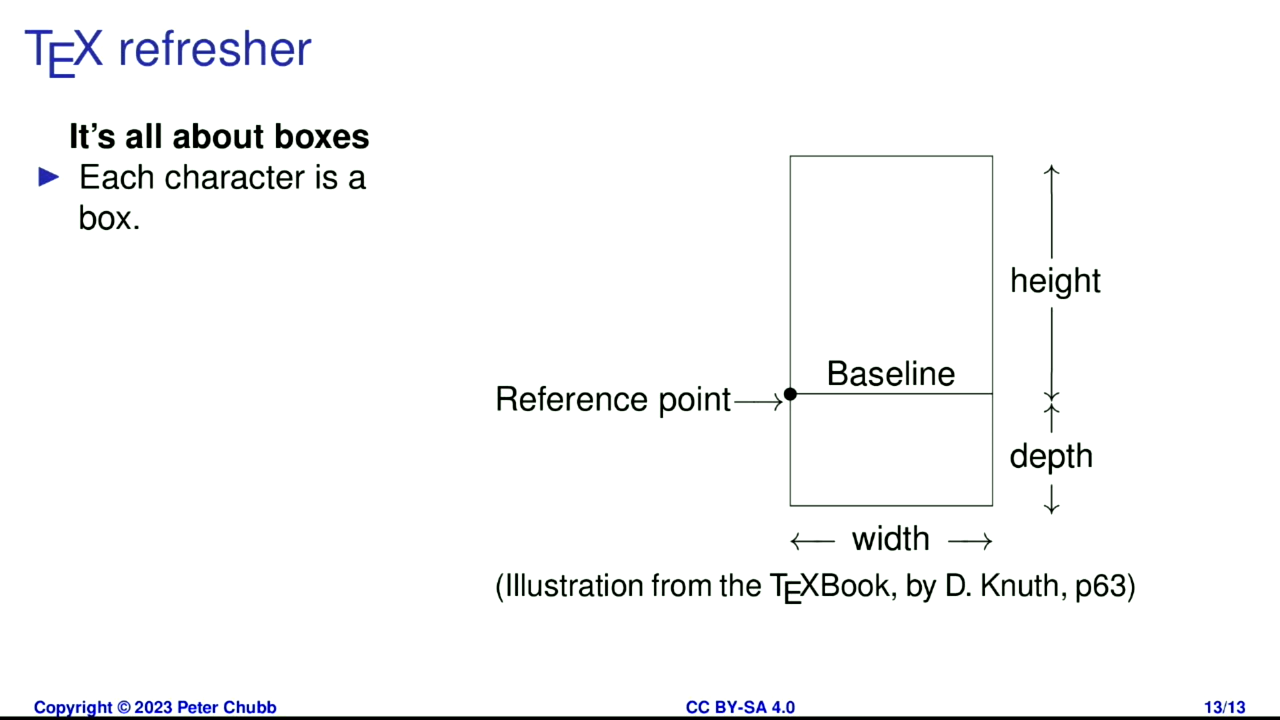 TEX refresher
It's all about boxes
▶ Each character is a
box.
height
Baseline
Reference point
depth
width
(Illustration from the TEXBook, by D. Knuth, p63)
Copyright © 2023 Peter Chubb
CC BY-SA 4.0
13/13